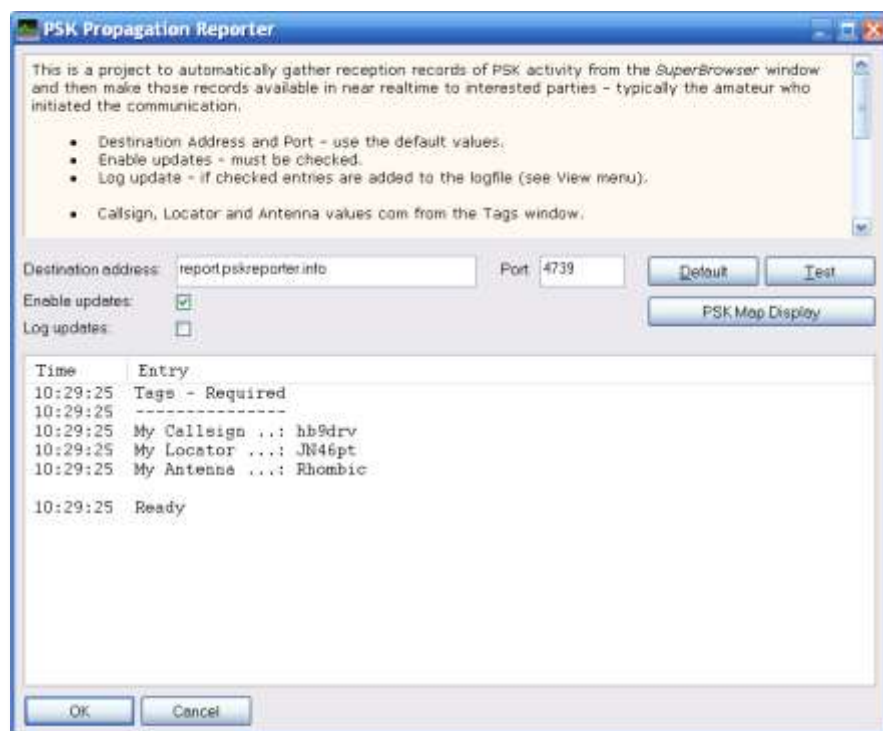 PSK Propagation Reporter
This is a project to automatically gather reception records of PSK activity from the SuperBrowser window
and then make those records available in near realtime to interested parties - typically the amateur who
initiated the communication.
• Destination Address and Port - use the default values.
• Enable updates - must be checked.
• Log update - if checked entries are added to the logfile (see View menu).
• Callsign, Locator and Antenna values com from the Tags window.
Destination address: report.pskreporter.info Port 4739 Default Test
Enable updates:
PSK Map Display
Log updates:
Time Entry
10:29:25 Tags - Required
10:29:25 ---------------
10:29:25 My Callsign ..: hb9drv
10:29:25 My Locator ...: JN46pt
10:29:25 My Antenna ...: Rhombic
10:29:25 Ready
OK Cancel